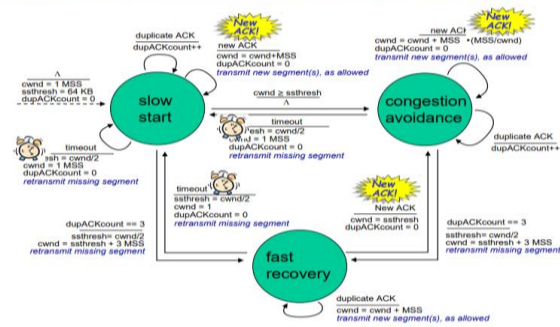 duplicate ACK
dupACKcount++
New
ACK!
new ACK
cwnd = cwnd+MSS
dupACKcount = 0
transmit new segment(s), as allowed
New
ACK!
cwnd = cwnd + MSS •(MSS/cwnd)
dupACKcount = 0
transmit new segment(s), as allowed
Λ
cwnd = 1 MSS
ssthresh = 64 KB
dupACKcount = 0
slow
start
cwnd ≥ ssthresh
Λ
congestion
avoidance
timeout
cwnd/2
= 1 MSS
dupACKcount = 0
retransmit missing segment
duplicate ACK
dupACKcount++
timeout
cwnd/2
cwnd = 1 MSS
dupACKcount = 0
retransmit missing segment
timeout
ssthresh = cwnd/2
cwnd = 1
dupACKcount = 0
retransmit missing segment
New
ACK!
New ACK
cwnd = ssthresh
dupACKcount = 0
dupACKcount == 3
ssthresh= cwnd/2
cwnd = ssthresh + 3 MSS
retransmit missing segment
dupACKcount == 3
ssthresh= cwnd/2
cwnd = ssthresh + 3 MSS
retransmit missing segment
fast
recovery
duplicate ACK
cwnd = cwnd + MSS
transmit new segment(s), as allowed